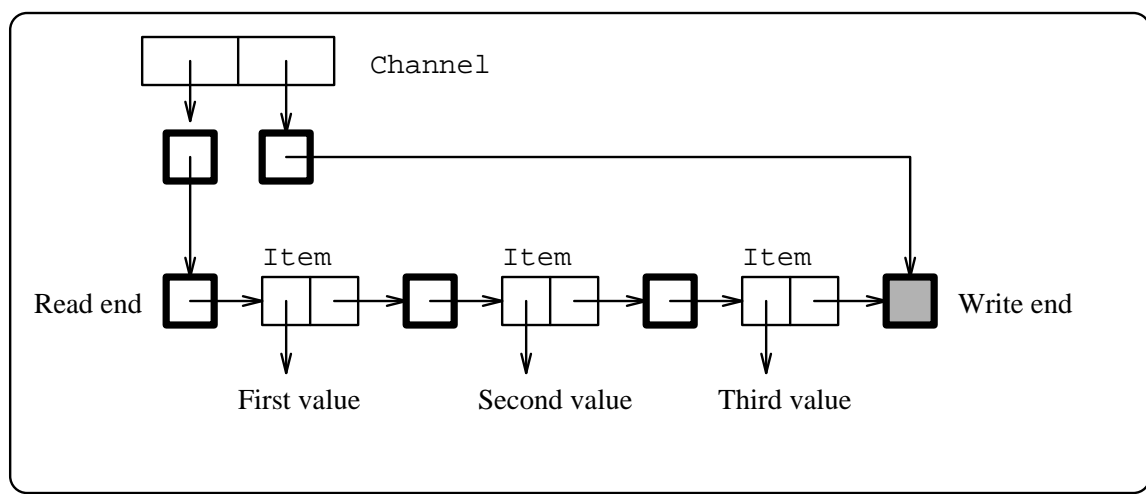 Channel
Item Item Item
Read end Write end
First value Second value Third value